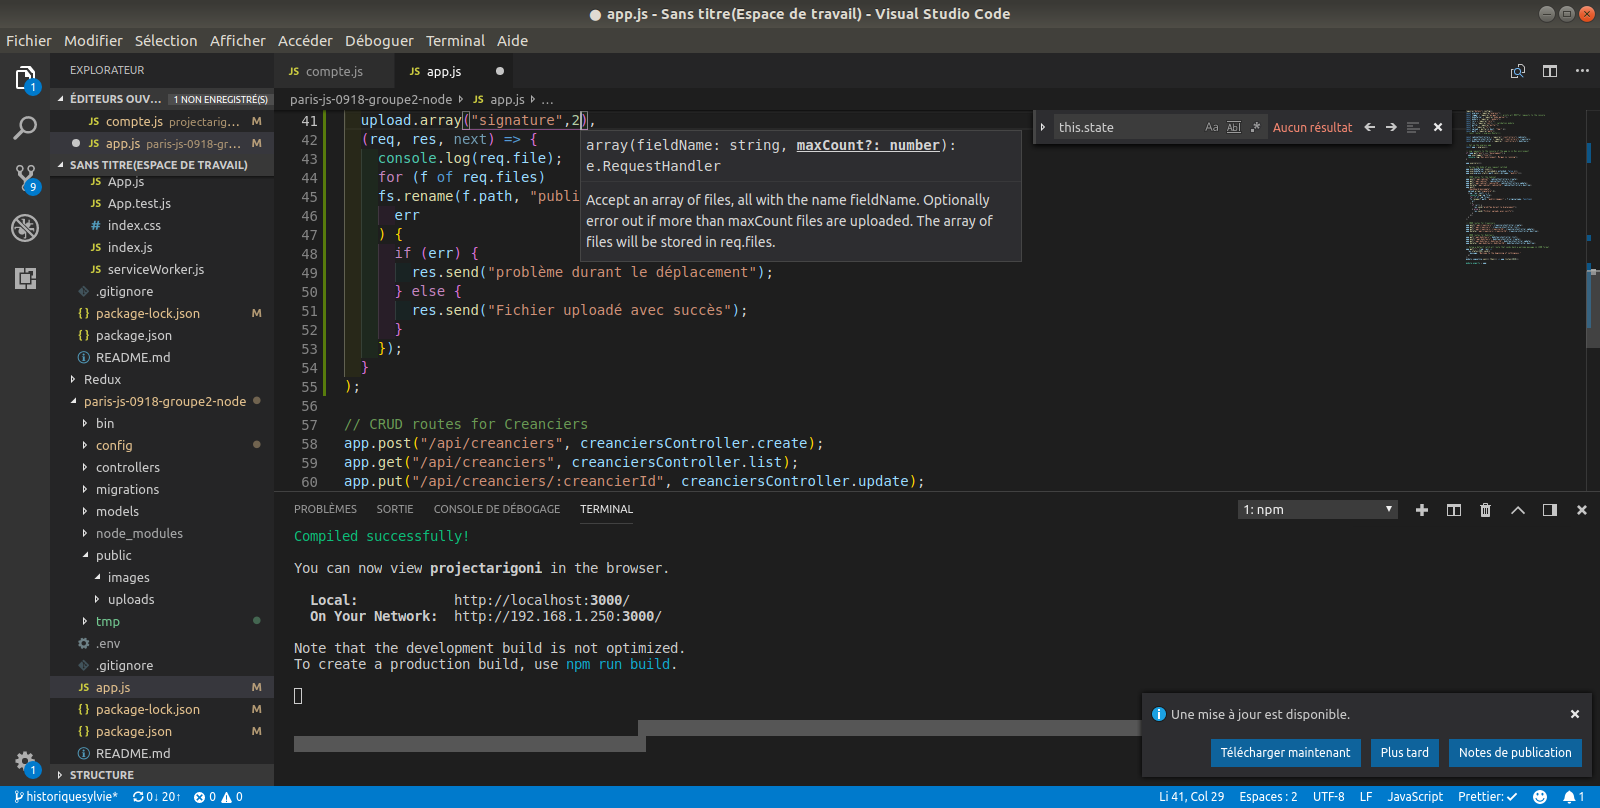 app.js - Sans titre(Espace de travail) - Visual Studio Code
Fichier Modifier Sélection Afficher Accéder Déboguer Terminal Aide
EXPLORATEUR
ÉDITEURS OUV... 1 NON ENREGISTRÉ(S)
JS compte.js projectarig... M
JS app.js paris-js-0918-gr... M
SANS TITRE(ESPACE DE TRAVAIL)
JS App.js
JS App.test.js
# index.css
JS index.js
JS serviceWorker.js
.gitignore
{} package-lock.json M
{} package.json
README.md
Redux
paris-js-0918-groupe2-node
bin
config
controllers
migrations
models
node_modules
public
images
uploads
tmp
.env
.gitignore
JS app.js M
{} package-lock.json M
{} package.json M
README.md
STRUCTURE
1
9
1
JS compte.js
JS app.js
paris-js-0918-groupe2-node JS app.js ...
this.state Aa Abl .* Aucun résultat
41 upload.array("signature",2),
42 (req, res, next) => {
43 console.log(req.file);
44 for (f of req.files)
45 fs.rename(f.path, "publi
46 err
47 ) {
48 if (err) {
49 res.send("problème durant le déplacement");
50 } else {
51 res.send("Fichier uploadé avec succès");
52 }
53 });
54 }
55 );
56
57 // CRUD routes for Creanciers
58 app.post("/api/creanciers", creanciersController.create);
59 app.get("/api/creanciers", creanciersController.list);
60 app.put("/api/creanciers/:creancierId", creanciersController.update);
array(fieldName: string, maxCount?: number):
e.RequestHandler
Accept an array of files, all with the name fieldName. Optionally
error out if more than maxCount files are uploaded. The array of
files will be stored in req.files.
PROBLÈMES SORTIE CONSOLE DE DÉBOGAGE TERMINAL
1: npm
Compiled successfully!
You can now view projectarigoni in the browser.
Local: http://localhost:3000/
On Your Network: http://192.168.1.250:3000/
Note that the development build is not optimized.
To create a production build, use npm run build.
Une mise à jour est disponible.
Télécharger maintenant Plus tard Notes de publication
historiquesylvie* 0↓ 20↑ 0 0
Li 41, Col 29 Espaces : 2 UTF-8 LF JavaScript Prettier: ✓ 1